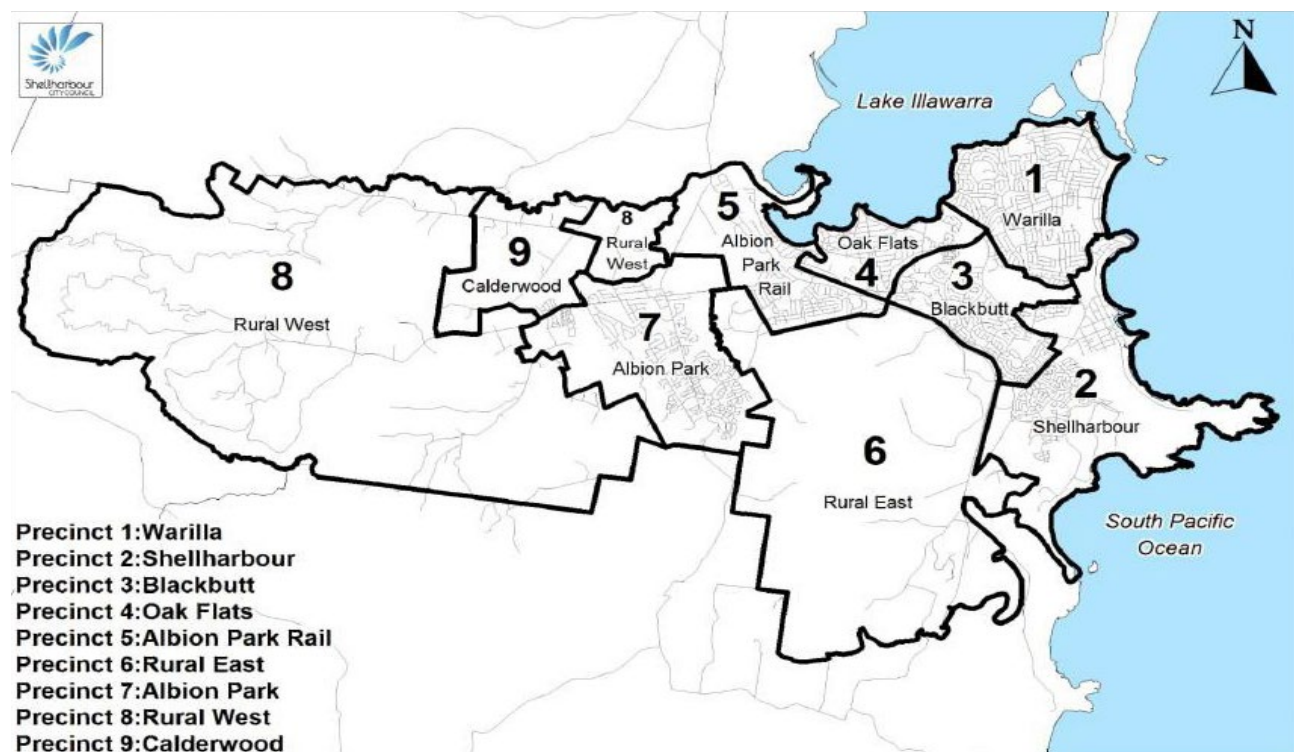 Shellharbour
CITY COUNCIL
N
Lake Illawarra
1
Warilla
5
Albion
Park
Rail
8
Rural
West
Oak Flats
4
3
Blackbutt
9
Calderwood
8
Rural West
7
Albion Park
2
Shellharbour
6
Rural East
South Pacific
Ocean
Precinct 1:Warilla
Precinct 2:Shellharbour
Precinct 3:Blackbutt
Precinct 4:Oak Flats
Precinct 5:Albion Park Rail
Precinct 6:Rural East
Precinct 7:Albion Park
Precinct 8:Rural West
Precinct 9:Calderwood